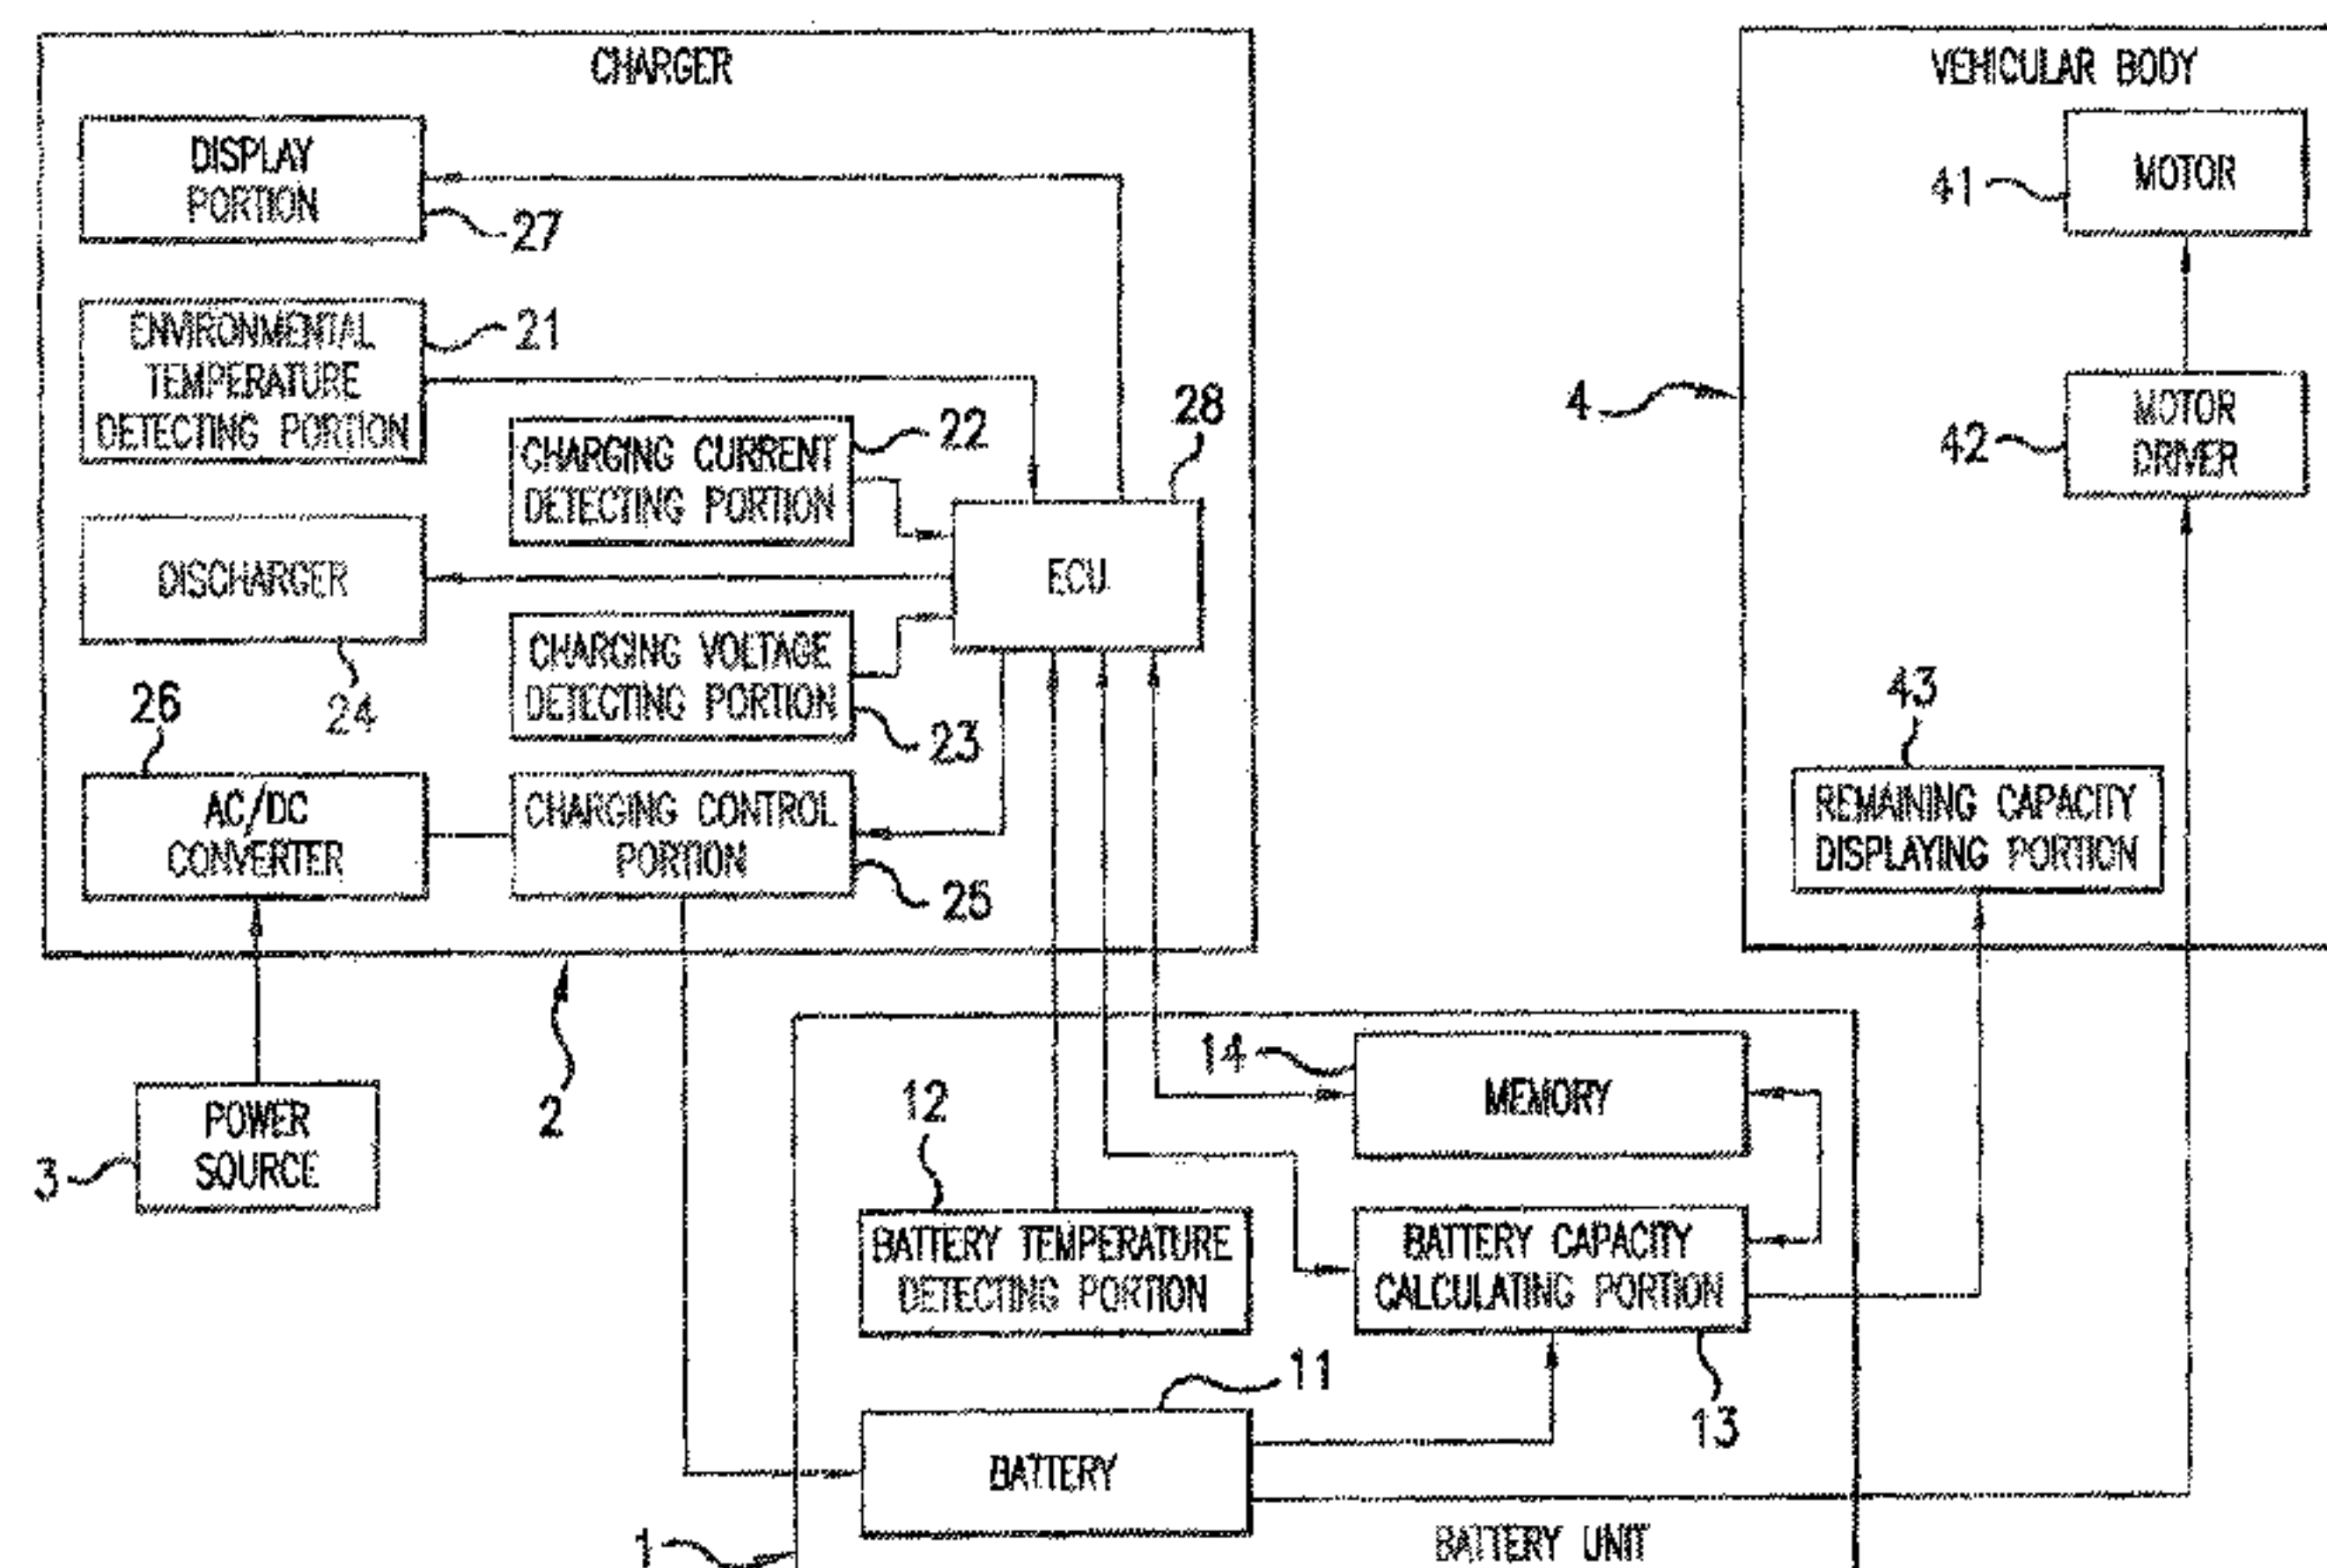 CHARGER
DISPLAY
PORTION
27
ENVIRONMENTAL
TEMPERATURE
DETECTING PORTION
21
CHARGING CURRENT
DETECTING PORTION
22
28
ECU
DISCHARGER
24
CHARGING VOLTAGE
DETECTING PORTION
23
26
AC/DC
CONVERTER
CHARGING CONTROL
PORTION
25
2
POWER
SOURCE
3
VEHICULAR BODY
MOTOR
41
MOTOR
DRIVER
42
4
43
REMAINING CAPACITY
DISPLAYING PORTION
14
MEMORY
12
BATTERY TEMPERATURE
DETECTING PORTION
BATTERY CAPACITY
CALCULATING PORTION
13
11
BATTERY
1
BATTERY UNIT